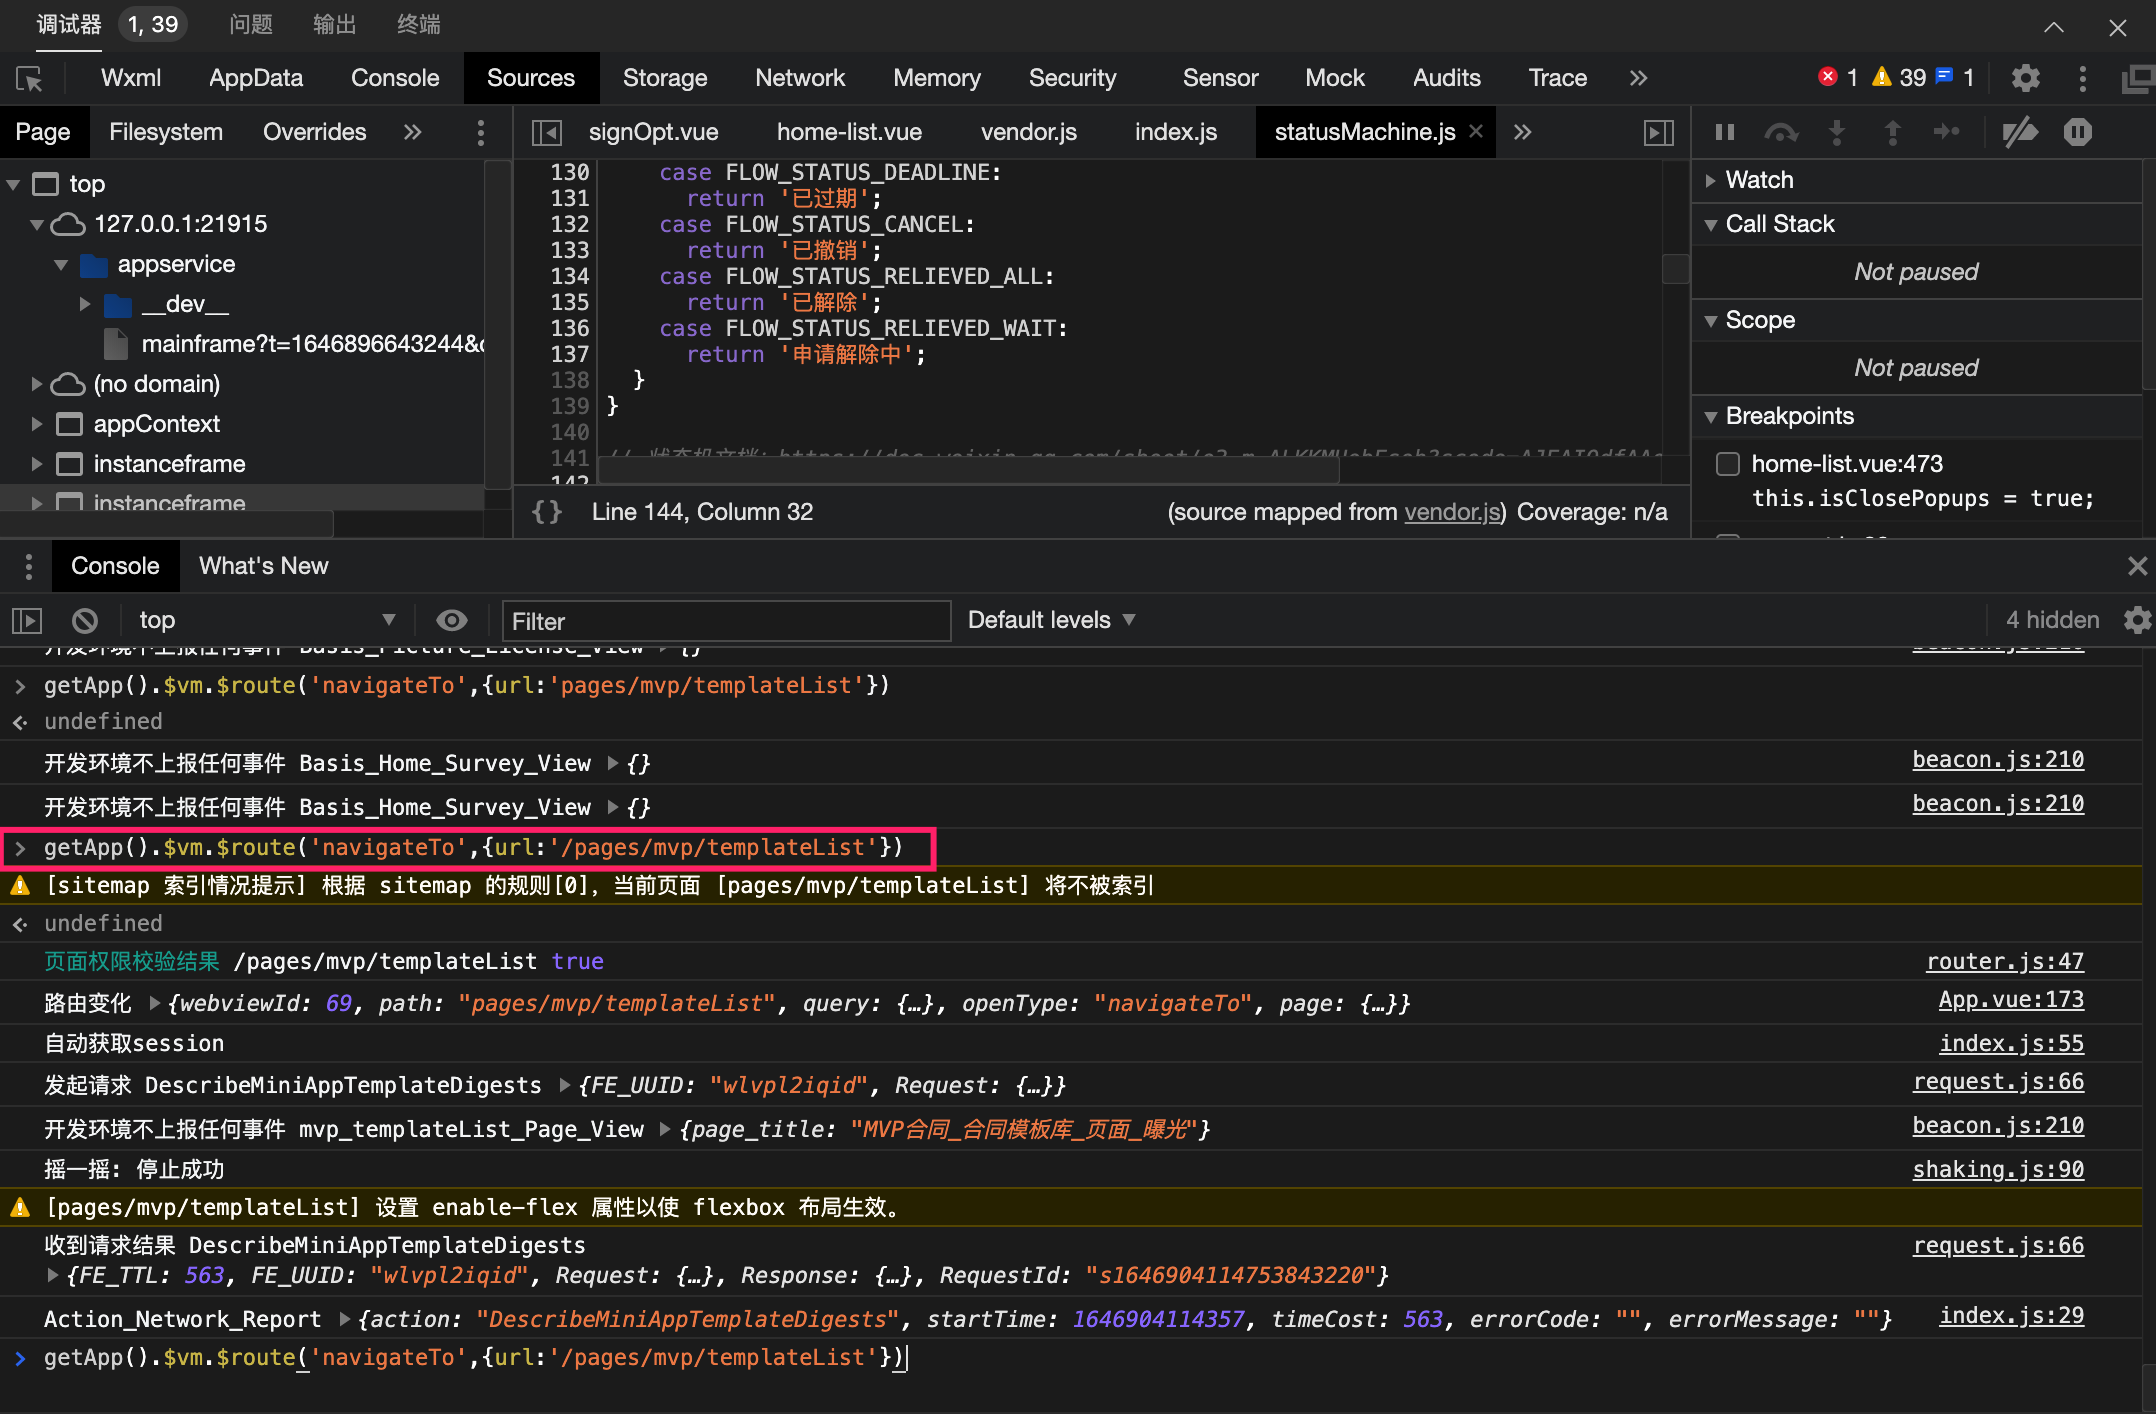 调试器 1, 39 问题 输出 终端
Wxml AppData Console Sources Storage Network Memory Security Sensor Mock Audits Trace 1 39 1
Page Filesystem Overrides
signOpt.vue home-list.vue vendor.js index.js statusMachine.js
top
127.0.0.1:21915
appservice
__dev__
mainframe?t=1646896643244&
(no domain)
appContext
instanceframe
instanceframe
130 case FLOW_STATUS_DEADLINE:
131 return '已过期';
132 case FLOW_STATUS_CANCEL:
133 return '已撤销';
134 case FLOW_STATUS_RELIEVED_ALL:
135 return '已解除';
136 case FLOW_STATUS_RELIEVED_WAIT:
137 return '申请解除中';
138 }
139 }
140
141
142
{} Line 144, Column 32 (source mapped from vendor.js) Coverage: n/a
Watch
Call Stack
Not paused
Scope
Not paused
Breakpoints
home-list.vue:473
this.isClosePopups = true;
Console What's New
top Filter Default levels 4 hidden
开发环境不上报任何事件 Basis_Picture_License_View {} beacon.js:210
getApp().$vm.$route('navigateTo',{url:'pages/mvp/templateList'})
undefined
开发环境不上报任何事件 Basis_Home_Survey_View {} beacon.js:210
开发环境不上报任何事件 Basis_Home_Survey_View {} beacon.js:210
getApp().$vm.$route('navigateTo',{url:'/pages/mvp/templateList'})
[sitemap 索引情况提示] 根据 sitemap 的规则[0]，当前页面 [pages/mvp/templateList] 将不被索引
undefined
页面权限校验结果 /pages/mvp/templateList true router.js:47
路由变化 {webviewId: 69, path: "pages/mvp/templateList", query: {…}, openType: "navigateTo", page: {…}} App.vue:173
自动获取session index.js:55
发起请求 DescribeMiniAppTemplateDigests {FE_UUID: "wlvpl2iqid", Request: {…}} request.js:66
开发环境不上报任何事件 mvp_templateList_Page_View {page_title: "MVP合同_合同模板库_页面_曝光"} beacon.js:210
摇一摇: 停止成功 shaking.js:90
[pages/mvp/templateList] 设置 enable-flex 属性以使 flexbox 布局生效。
收到请求结果 DescribeMiniAppTemplateDigests request.js:66
{FE_TTL: 563, FE_UUID: "wlvpl2iqid", Request: {…}, Response: {…}, RequestId: "s1646904114753843220"}
Action_Network_Report {action: "DescribeMiniAppTemplateDigests", startTime: 1646904114357, timeCost: 563, errorCode: "", errorMessage: ""} index.js:29
getApp().$vm.$route('navigateTo',{url:'/pages/mvp/templateList'})